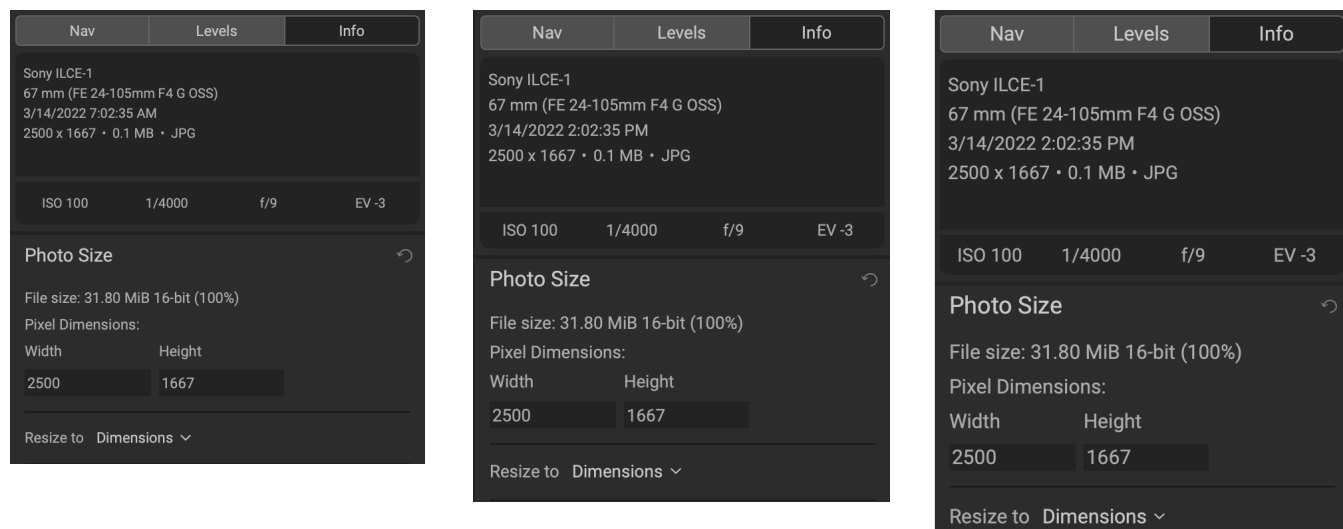 Nav Levels Info
Sony ILCE-1
67 mm (FE 24-105mm F4 G OSS)
3/14/2022 7:02:35 AM
2500 x 1667 • 0.1 MB • JPG
ISO 100 1/4000 f/9 EV -3
Photo Size
File size: 31.80 MiB 16-bit (100%)
Pixel Dimensions:
Width Height
2500 1667
Resize to Dimensions
Nav Levels Info
Sony ILCE-1
67 mm (FE 24-105mm F4 G OSS)
3/14/2022 2:02:35 PM
2500 x 1667 • 0.1 MB • JPG
ISO 100 1/4000 f/9 EV -3
Photo Size
File size: 31.80 MiB 16-bit (100%)
Pixel Dimensions:
Width Height
2500 1667
Resize to Dimensions
Nav Levels Info
Sony ILCE-1
67 mm (FE 24-105mm F4 G OSS)
3/14/2022 2:02:35 PM
2500 x 1667 • 0.1 MB • JPG
ISO 100 1/4000 f/9 EV -3
Photo Size
File size: 31.80 MiB 16-bit (100%)
Pixel Dimensions:
Width Height
2500 1667
Resize to Dimensions